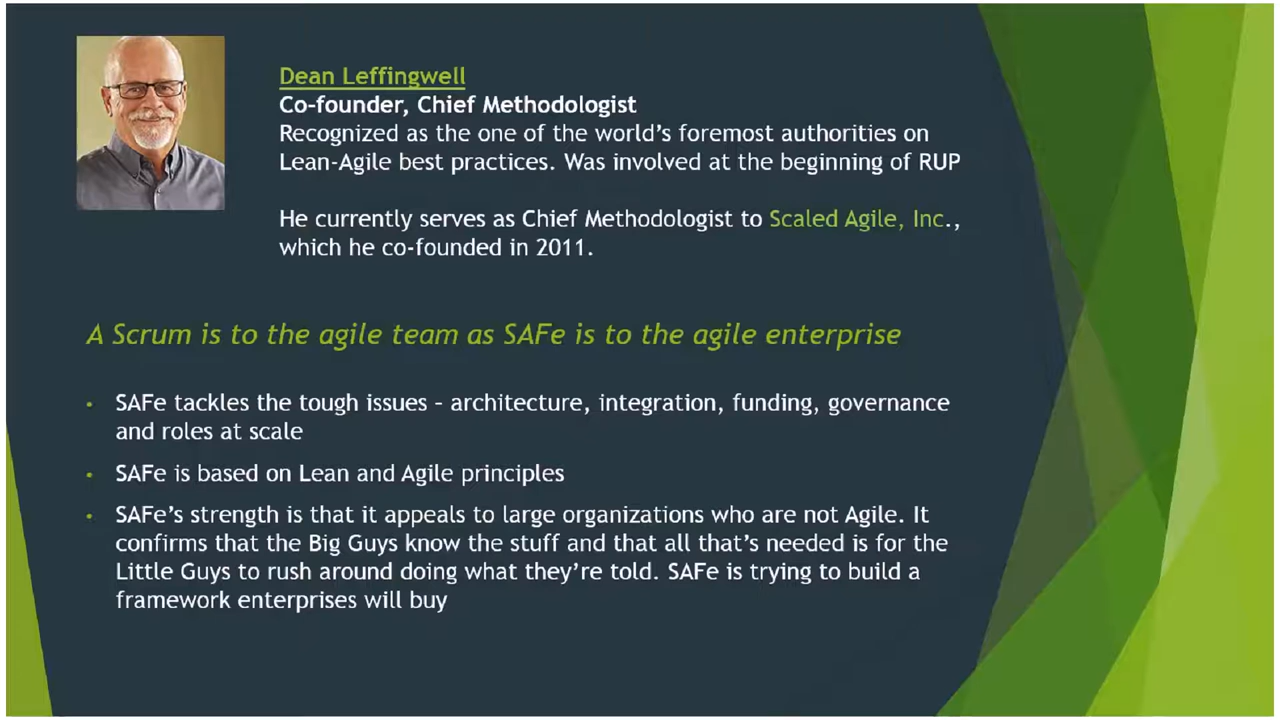 Dean Leffingwell
Co-founder, Chief Methodologist
Recognized as the one of the world's foremost authorities on
Lean-Agile best practices. Was involved at the beginning of RUP
He currently serves as Chief Methodologist to Scaled Agile, Inc.,
which he co-founded in 2011.
A Scrum is to the agile team as SAFe is to the agile enterprise
• SAFe tackles the tough issues – architecture, integration, funding, governance
and roles at scale
• SAFe is based on Lean and Agile principles
• SAFe's strength is that it appeals to large organizations who are not Agile. It
confirms that the Big Guys know the stuff and that all that's needed is for the
Little Guys to rush around doing what they're told. SAFe is trying to build a
framework enterprises will buy